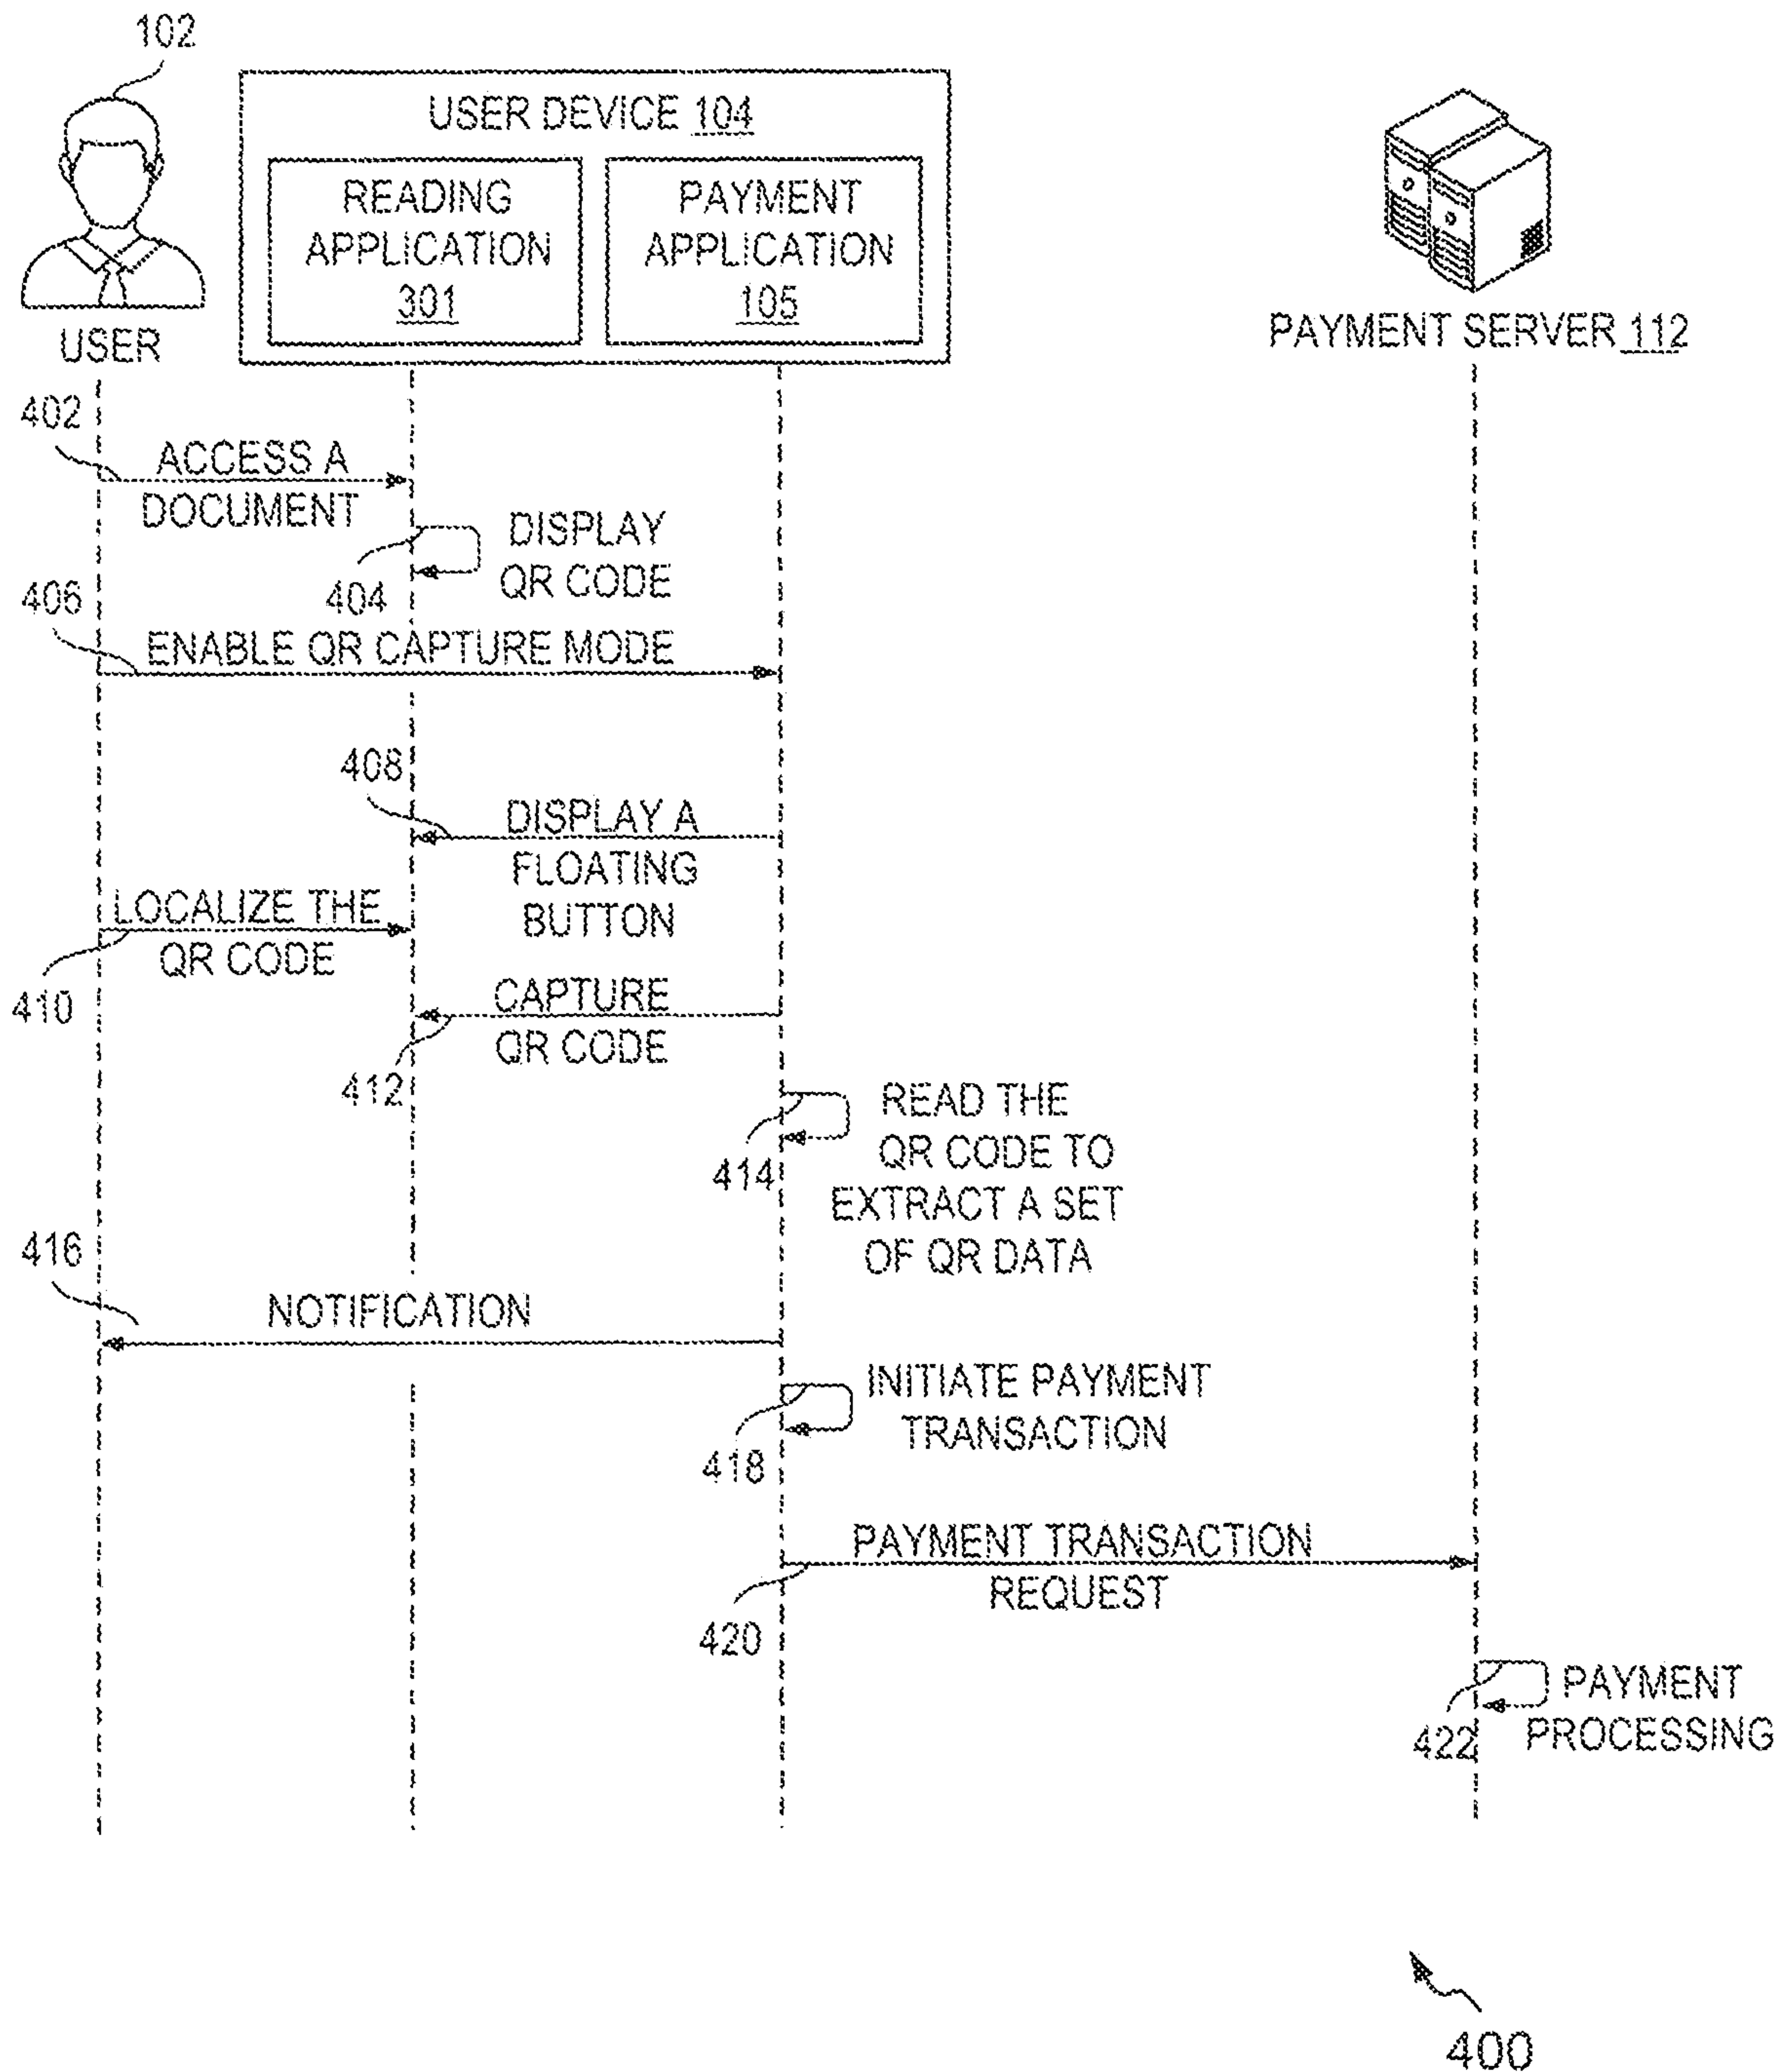 102
USER DEVICE 104
READING
APPLICATION
301
PAYMENT
APPLICATION
105
USER
PAYMENT SERVER 112
402
ACCESS A
DOCUMENT
DISPLAY
QR CODE
404
406
ENABLE QR CAPTURE MODE
408
DISPLAY A
FLOATING
BUTTON
LOCALIZE THE
QR CODE
410
CAPTURE
QR CODE
412
READ THE
QR CODE TO
EXTRACT A SET
OF QR DATA
414
416
NOTIFICATION
INITIATE PAYMENT
TRANSACTION
418
PAYMENT TRANSACTION
REQUEST
420
PAYMENT
PROCESSING
422
400